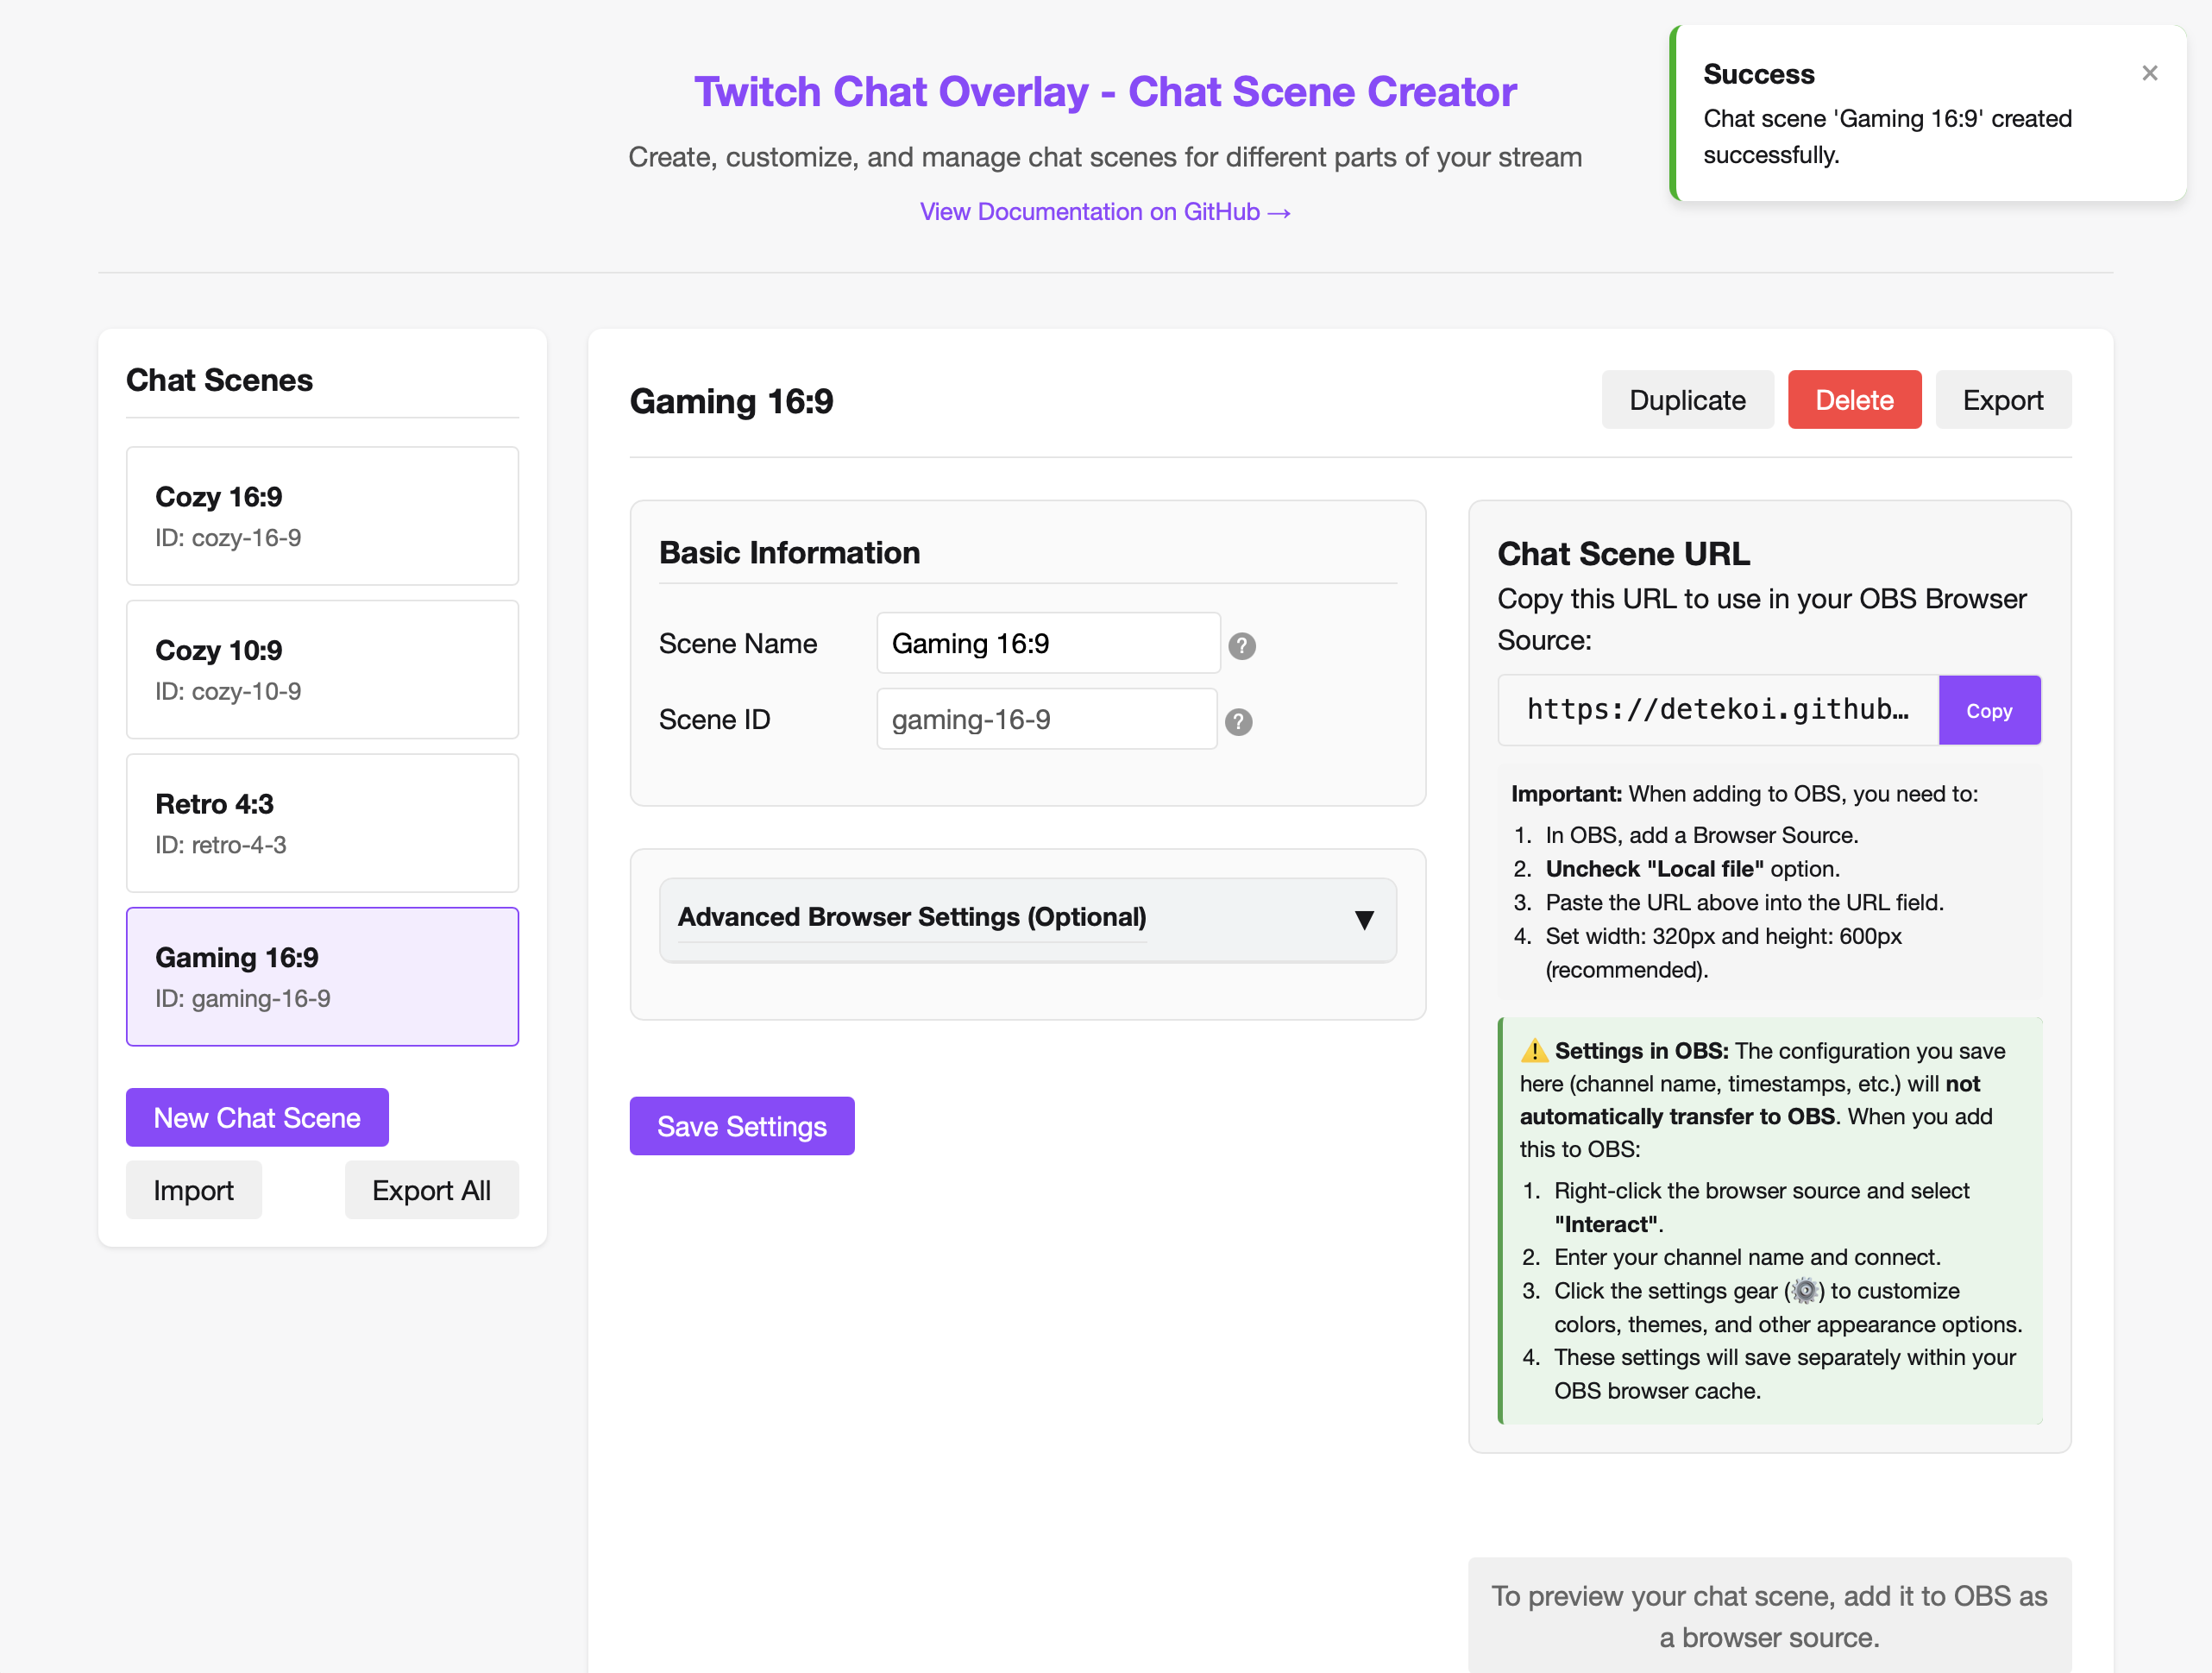 Twitch Chat Overlay - Chat Scene Creator
Create, customize, and manage chat scenes for different parts of your stream
View Documentation on GitHub →
Success
×
Chat scene 'Gaming 16:9' created
successfully.
Chat Scenes
Cozy 16:9
ID: cozy-16-9
Cozy 10:9
ID: cozy-10-9
Retro 4:3
ID: retro-4-3
Gaming 16:9
ID: gaming-16-9
New Chat Scene
Import
Export All
Gaming 16:9
Duplicate
Delete
Export
Basic Information
Scene Name
Gaming 16:9
?
Scene ID
gaming-16-9
?
Advanced Browser Settings (Optional)
▼
Save Settings
Chat Scene URL
Copy this URL to use in your OBS Browser
Source:
https://detekoi.github…
Copy
Important: When adding to OBS, you need to:
1. In OBS, add a Browser Source.
2. Uncheck "Local file" option.
3. Paste the URL above into the URL field.
4. Set width: 320px and height: 600px
(recommended).
⚠️ Settings in OBS: The configuration you save
here (channel name, timestamps, etc.) will not
automatically transfer to OBS. When you add
this to OBS:
1. Right-click the browser source and select
"Interact".
2. Enter your channel name and connect.
3. Click the settings gear (⚙️) to customize
colors, themes, and other appearance options.
4. These settings will save separately within your
OBS browser cache.
To preview your chat scene, add it to OBS as
a browser source.